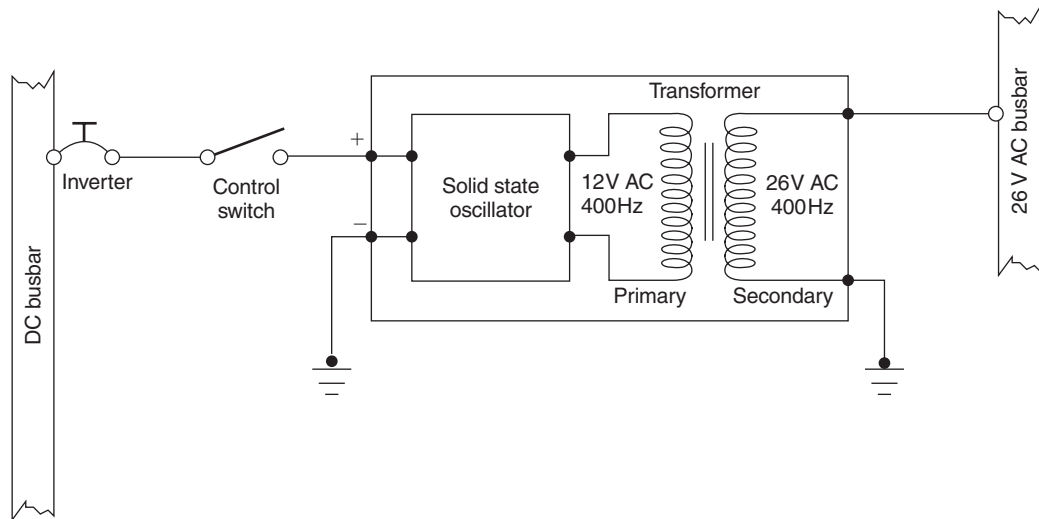 Transformer
+
Inverter
Control
switch
Solid state
oscillator
12V AC
400Hz
26V AC
400Hz
−
Primary
Secondary
DC busbar
26 V AC busbar